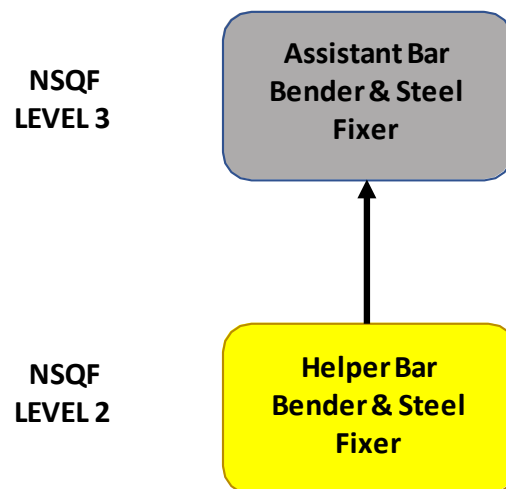 NSQF
LEVEL 3
Assistant Bar
Bender & Steel
Fixer
NSQF
LEVEL 2
Helper Bar
Bender & Steel
Fixer